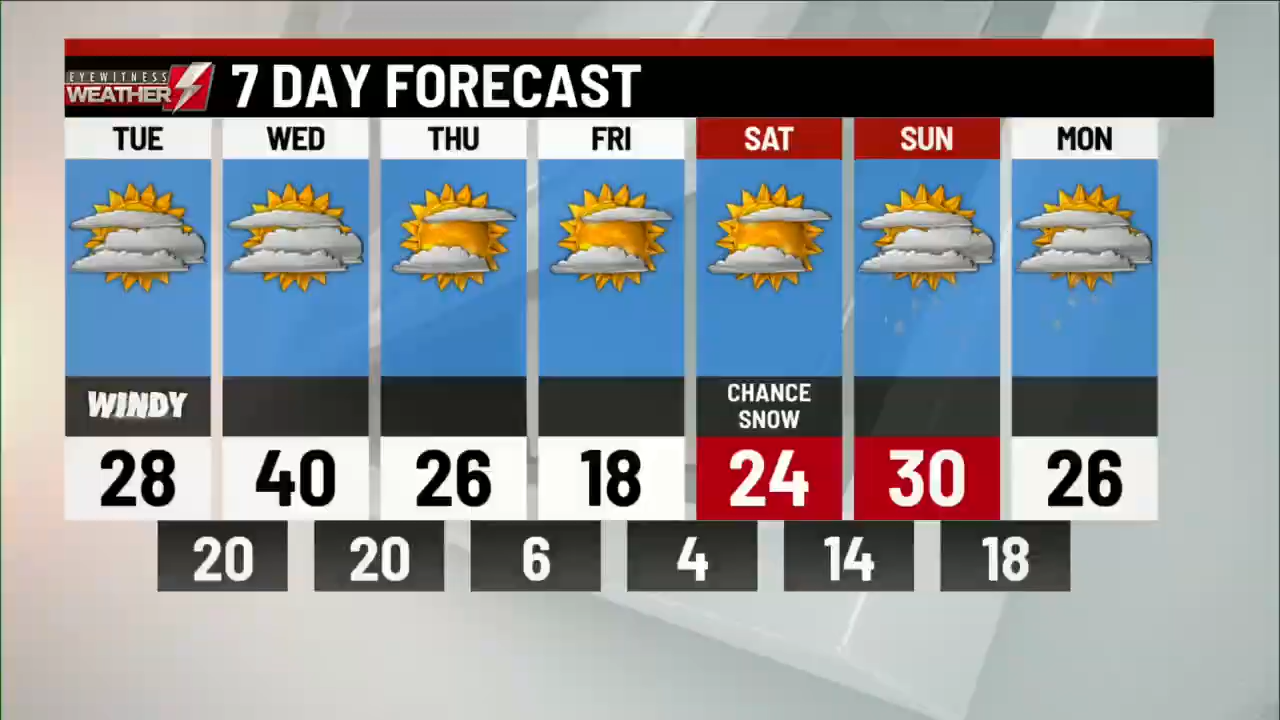 EYEWITNESS
WEATHER
7 DAY FORECAST
TUE WED THU FRI SAT SUN MON
WINDY
CHANCE
SNOW
28 40 26 18 24 30 26
20 20 6 4 14 18